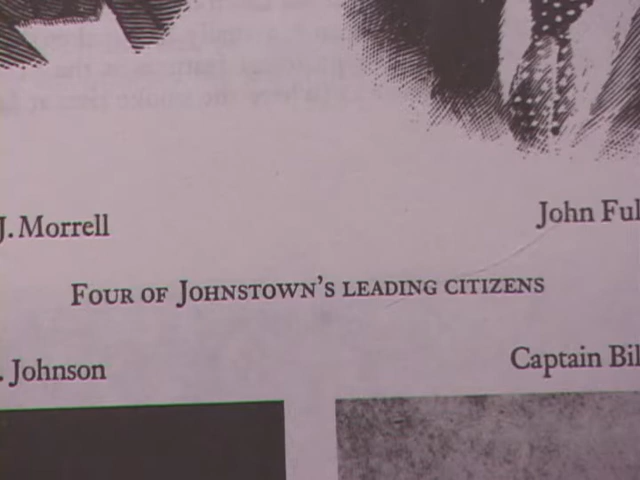 J. Morrell
John Ful
FOUR OF JOHNSTOWN'S LEADING CITIZENS
. Johnson
Captain Bil